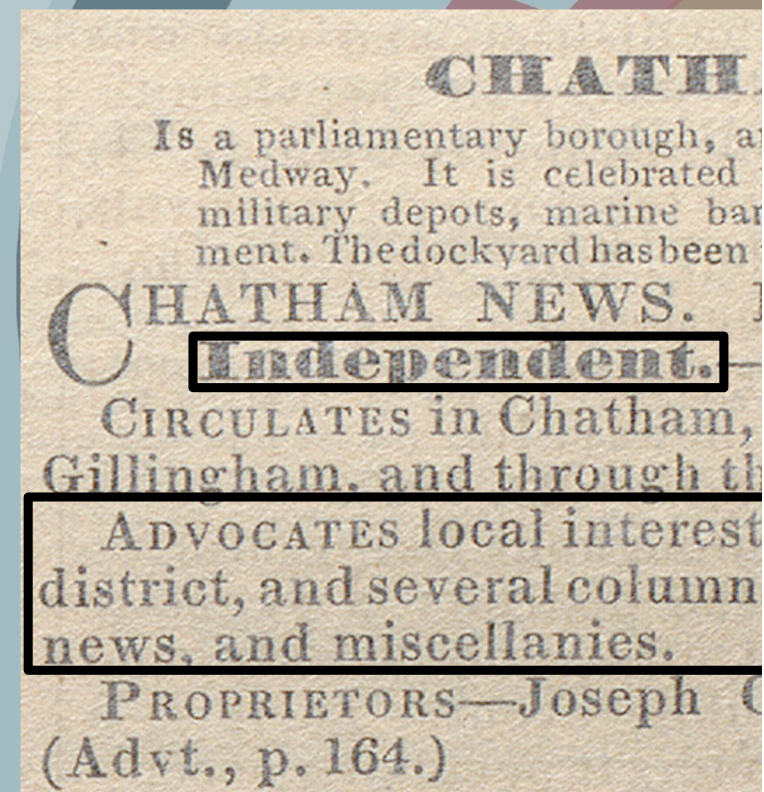 CHATHA
Is a parliamentary borough, a
Medway. It is celebrated
military depots, marine bar
ment. The dockyard has been
CHATHAM NEWS.
Independent.—
CIRCULATES in Chatham,
Gillingham, and through th
ADVOCATES local interest
district, and several column
news, and miscellanies.
PROPRIETORS—Joseph C
(Advt., p. 164.)